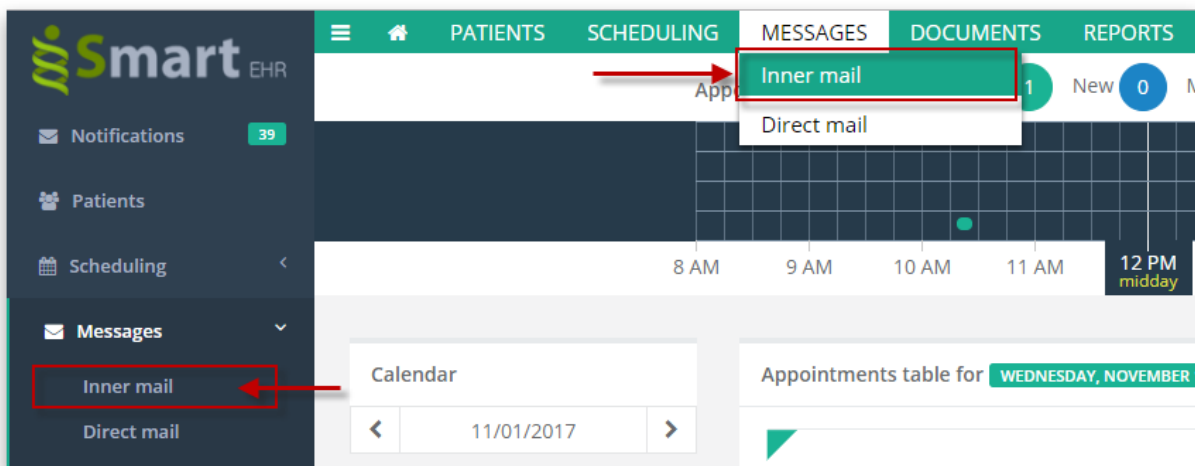 Smart EHR
PATIENTS SCHEDULING MESSAGES DOCUMENTS REPORTS
Inner mail
1 New 0
Direct mail
Notifications 39
Patients
Scheduling
8 AM 9 AM 10 AM 11 AM 12 PM
midday
Messages
Inner mail
Direct mail
Calendar
11/01/2017
Appointments table for WEDNESDAY, NOVEMBER